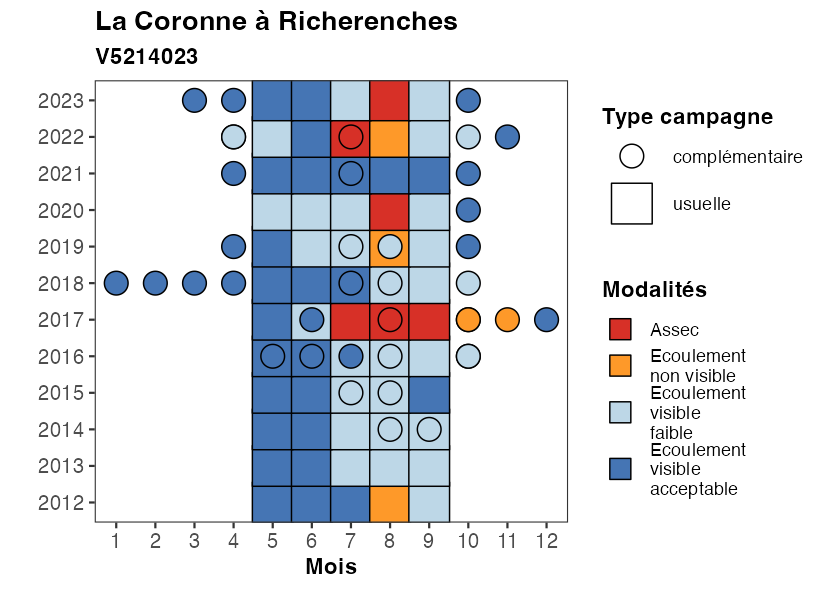 La Coronne à Richerenches
V5214023
2023
2022
2021
2020
2019
2018
2017
2016
2015
2014
2013
2012
1 2 3 4 5 6 7 8 9 10 11 12
Mois
Type campagne
complémentaire
usuelle
Modalités
Assec
Ecoulement
non visible
Ecoulement
visible
faible
Ecoulement
visible
acceptable